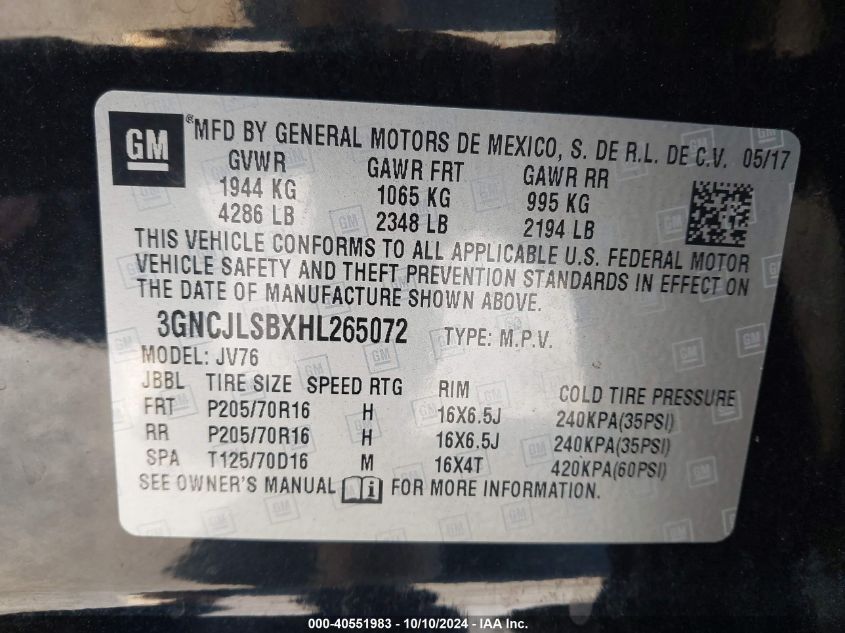 GM ® MFD BY GENERAL MOTORS DE MEXICO, S. DE R.L. DE C.V. 05/17
GVWR GAWR FRT GAWR RR
1944 KG 1065 KG 995 KG
4286 LB 2348 LB 2194 LB
THIS VEHICLE CONFORMS TO ALL APPLICABLE U.S. FEDERAL MOTOR
VEHICLE SAFETY AND THEFT PREVENTION STANDARDS IN EFFECT ON
THE DATE OF MANUFACTURE SHOWN ABOVE.
3GNCJLSBXHL265072 TYPE: M.P.V.
MODEL: JV76
JBBL TIRE SIZE SPEED RTG RIM COLD TIRE PRESSURE
FRT P205/70R16 H 16X6.5J 240KPA(35PSI)
RR P205/70R16 H 16X6.5J 240KPA(35PSI)
SPA T125/70D16 M 16X4T 420KPA(60PSI)
SEE OWNER'S MANUAL i FOR MORE INFORMATION.
000-40551983 - 10/10/2024 - IAA Inc.